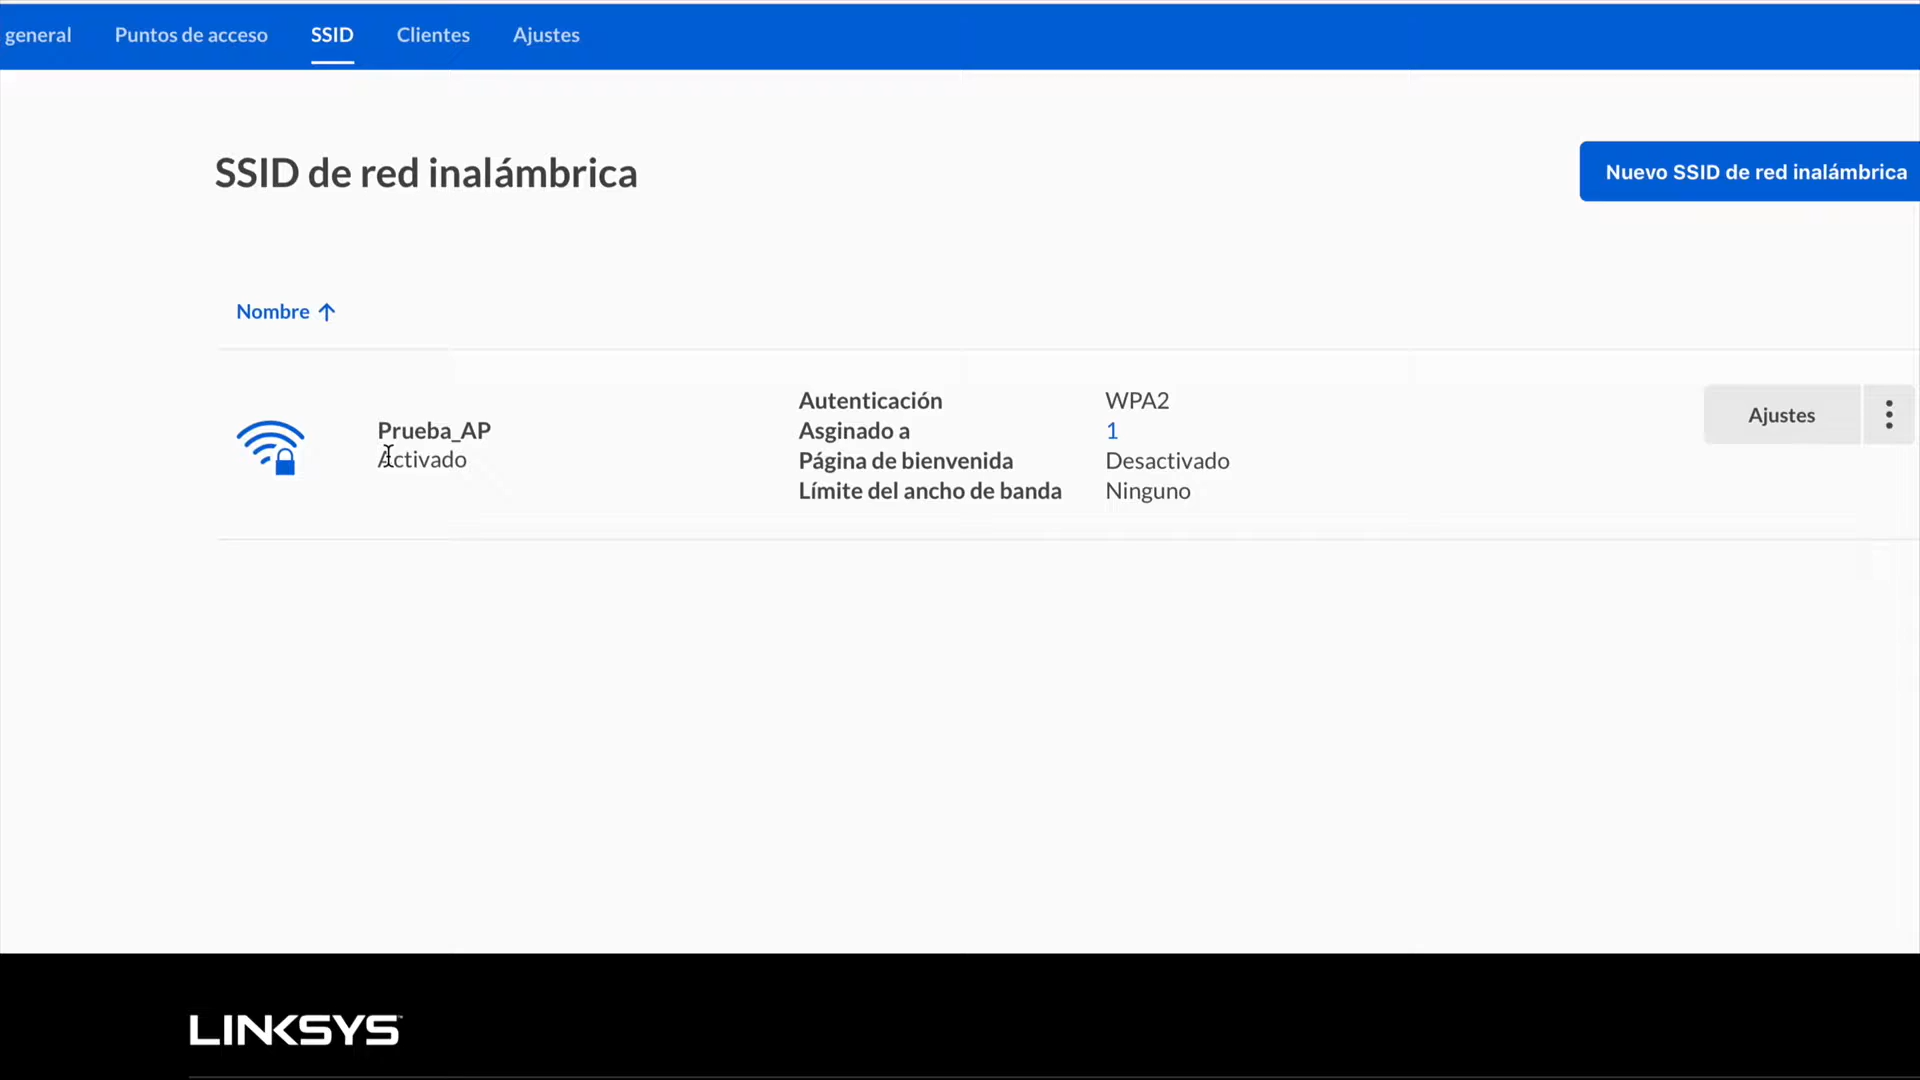 general Puntos de acceso SSID Clientes Ajustes
SSID de red inalámbrica
Nuevo SSID de red inalámbrica
Nombre
Prueba_AP
Activado
Autenticación WPA2
Asginado a 1
Página de bienvenida Desactivado
Límite del ancho de banda Ninguno
Ajustes
LINKSYS